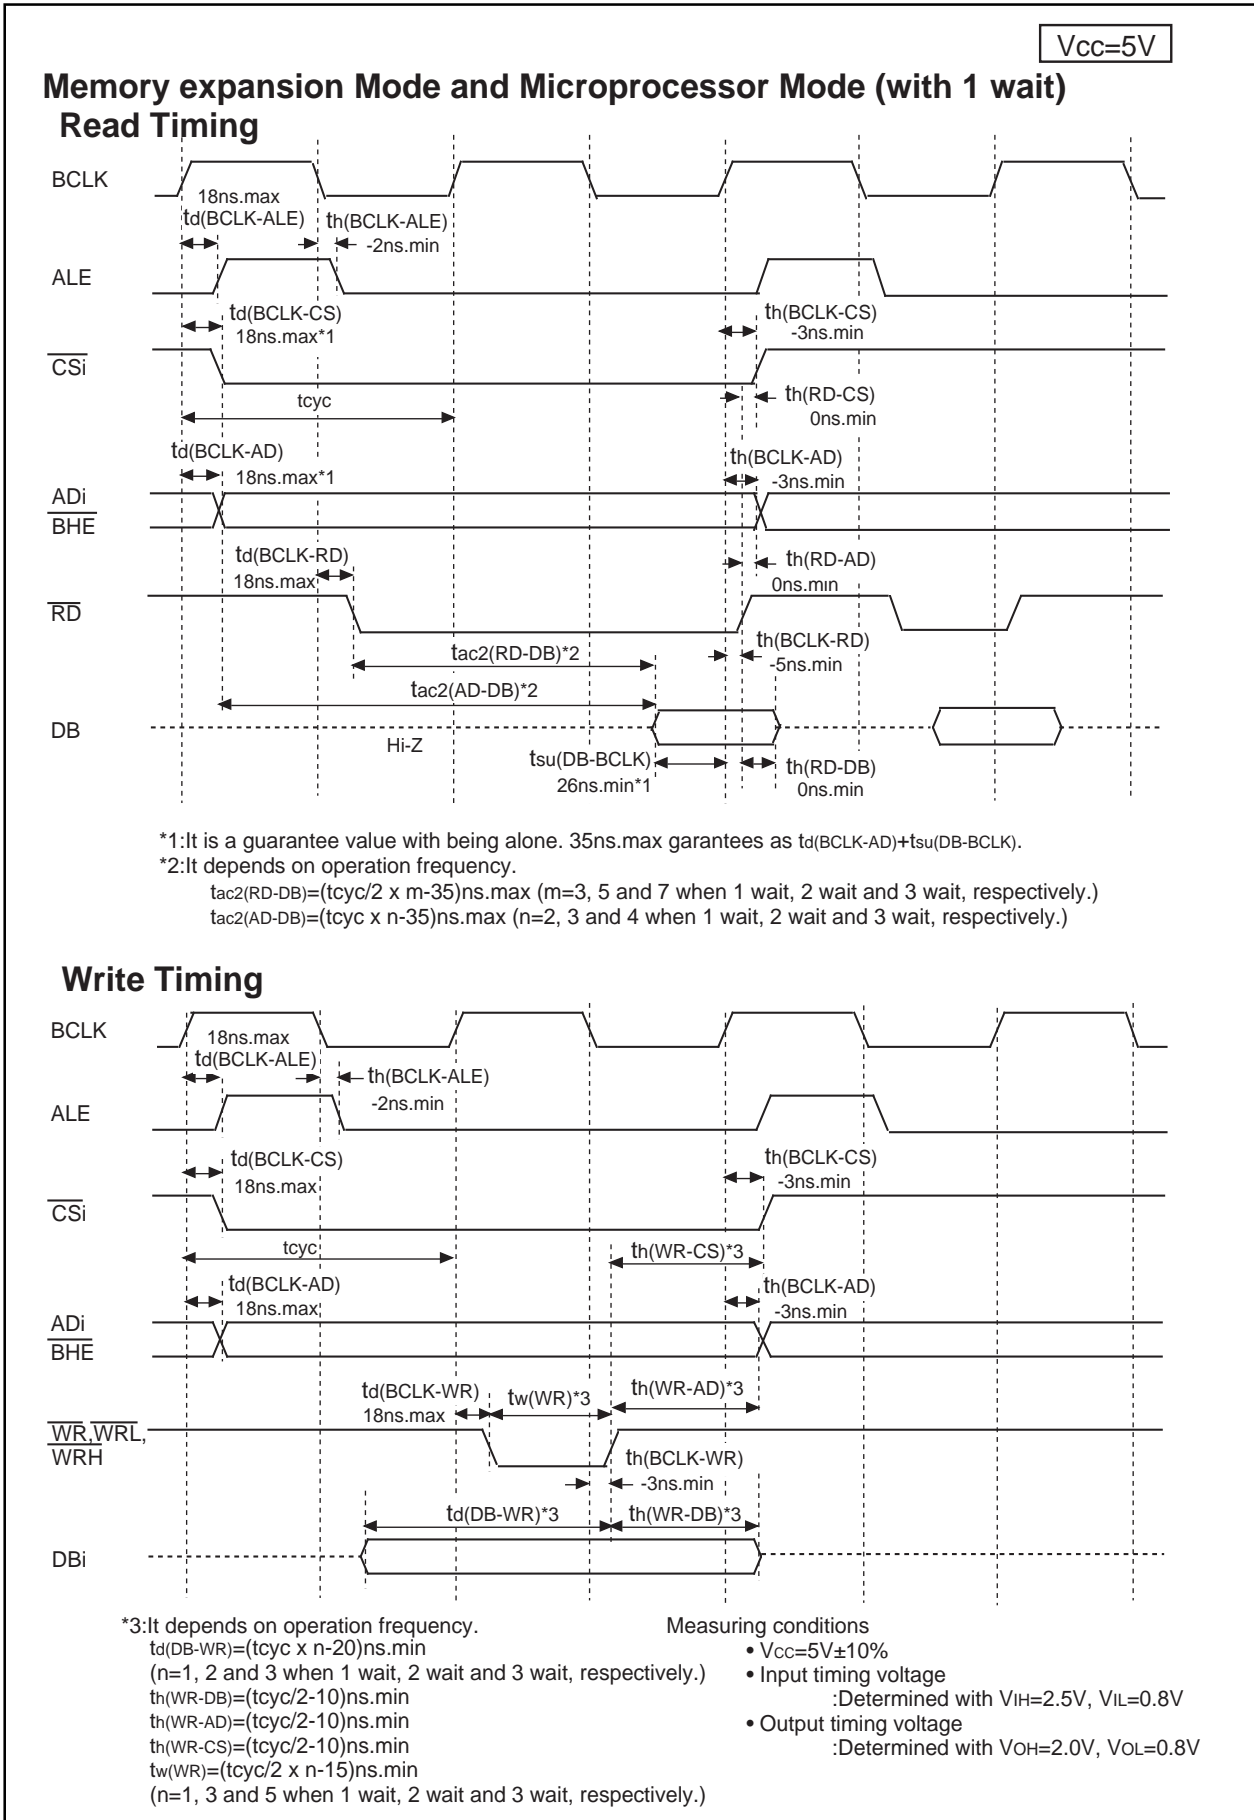 Vcc=5V
Memory expansion Mode and Microprocessor Mode (with 1 wait)
Read Timing
BCLK
18ns.max
td(BCLK-ALE)
th(BCLK-ALE)
-2ns.min
ALE
td(BCLK-CS)
18ns.max*1
th(BCLK-CS)
-3ns.min
CSi
tcyc
th(RD-CS)
0ns.min
td(BCLK-AD)
18ns.max*1
th(BCLK-AD)
-3ns.min
ADi
BHE
td(BCLK-RD)
18ns.max
th(RD-AD)
0ns.min
RD
th(BCLK-RD)
-5ns.min
tac2(RD-DB)*2
tac2(AD-DB)*2
DB
Hi-Z
tsu(DB-BCLK)
26ns.min*1
th(RD-DB)
0ns.min
*1:It is a guarantee value with being alone. 35ns.max garantees as td(BCLK-AD)+tsu(DB-BCLK).
*2:It depends on operation frequency.
tac2(RD-DB)=(tcyc/2 x m-35)ns.max (m=3, 5 and 7 when 1 wait, 2 wait and 3 wait, respectively.)
tac2(AD-DB)=(tcyc x n-35)ns.max (n=2, 3 and 4 when 1 wait, 2 wait and 3 wait, respectively.)
Write Timing
BCLK
18ns.max
td(BCLK-ALE)
th(BCLK-ALE)
-2ns.min
ALE
td(BCLK-CS)
18ns.max
th(BCLK-CS)
-3ns.min
CSi
tcyc
th(WR-CS)*3
td(BCLK-AD)
18ns.max
th(BCLK-AD)
-3ns.min
ADi
BHE
td(BCLK-WR)
18ns.max
tw(WR)*3
th(WR-AD)*3
WR,WRL,
WRH
th(BCLK-WR)
-3ns.min
td(DB-WR)*3
th(WR-DB)*3
DBi
*3:It depends on operation frequency.
td(DB-WR)=(tcyc x n-20)ns.min
(n=1, 2 and 3 when 1 wait, 2 wait and 3 wait, respectively.)
th(WR-DB)=(tcyc/2-10)ns.min
th(WR-AD)=(tcyc/2-10)ns.min
th(WR-CS)=(tcyc/2-10)ns.min
tw(WR)=(tcyc/2 x n-15)ns.min
(n=1, 3 and 5 when 1 wait, 2 wait and 3 wait, respectively.)
Measuring conditions
• VCC=5V±10%
• Input timing voltage
:Determined with VIH=2.5V, VIL=0.8V
• Output timing voltage
:Determined with VOH=2.0V, VOL=0.8V